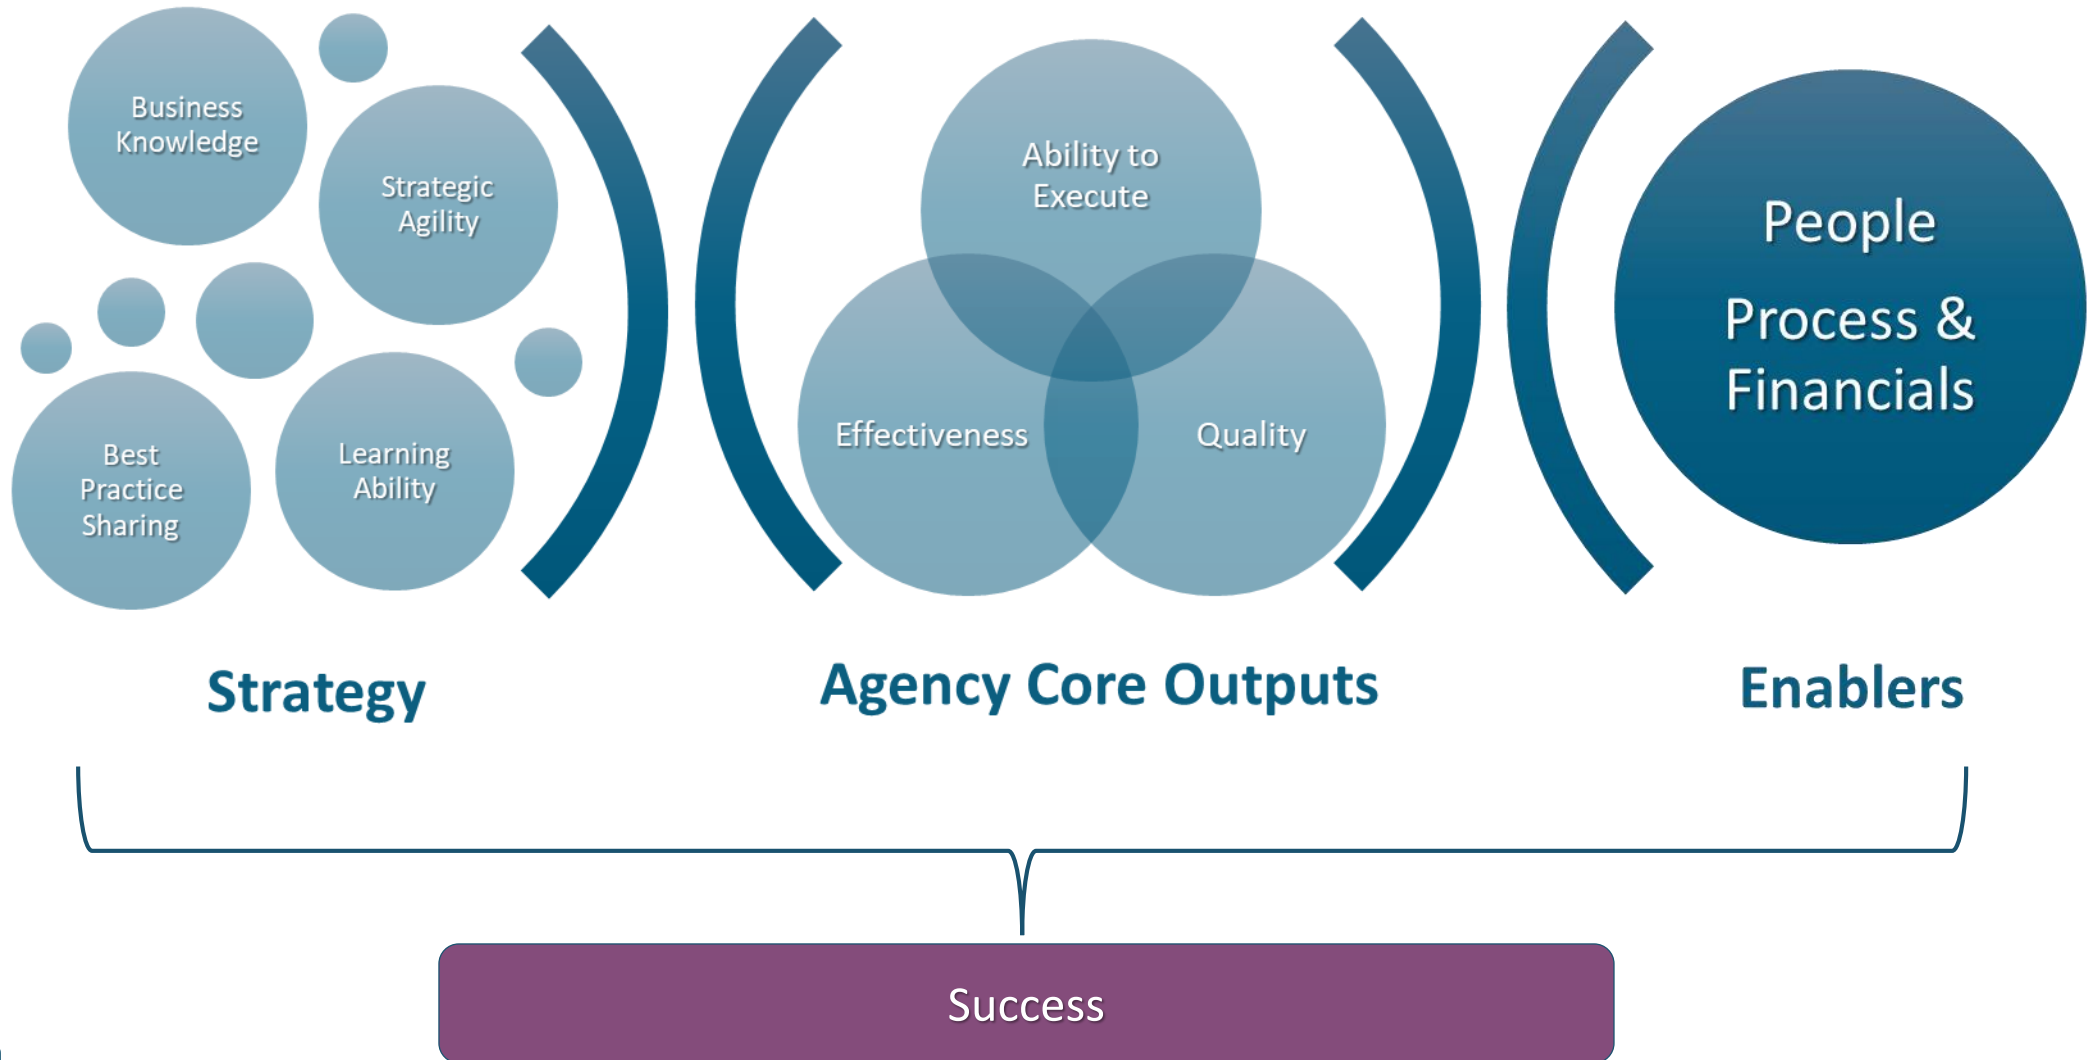 Business
Knowledge
Strategic
Agility
Best
Practice
Sharing
Learning
Ability
Ability to
Execute
Effectiveness
Quality
People
Process &
Financials
Strategy
Agency Core Outputs
Enablers
Success